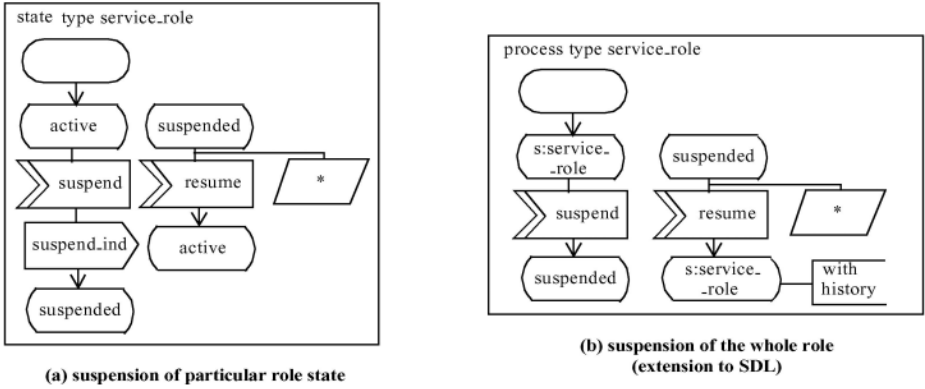 state type service_role
active
suspended
suspend
resume
*
suspend_ind
active
suspended
(a) suspension of particular role state
process type service_role
s:service_
_role
suspended
suspend
resume
*
suspended
s:service_
_role
with
history
(b) suspension of the whole role
(extension to SDL)